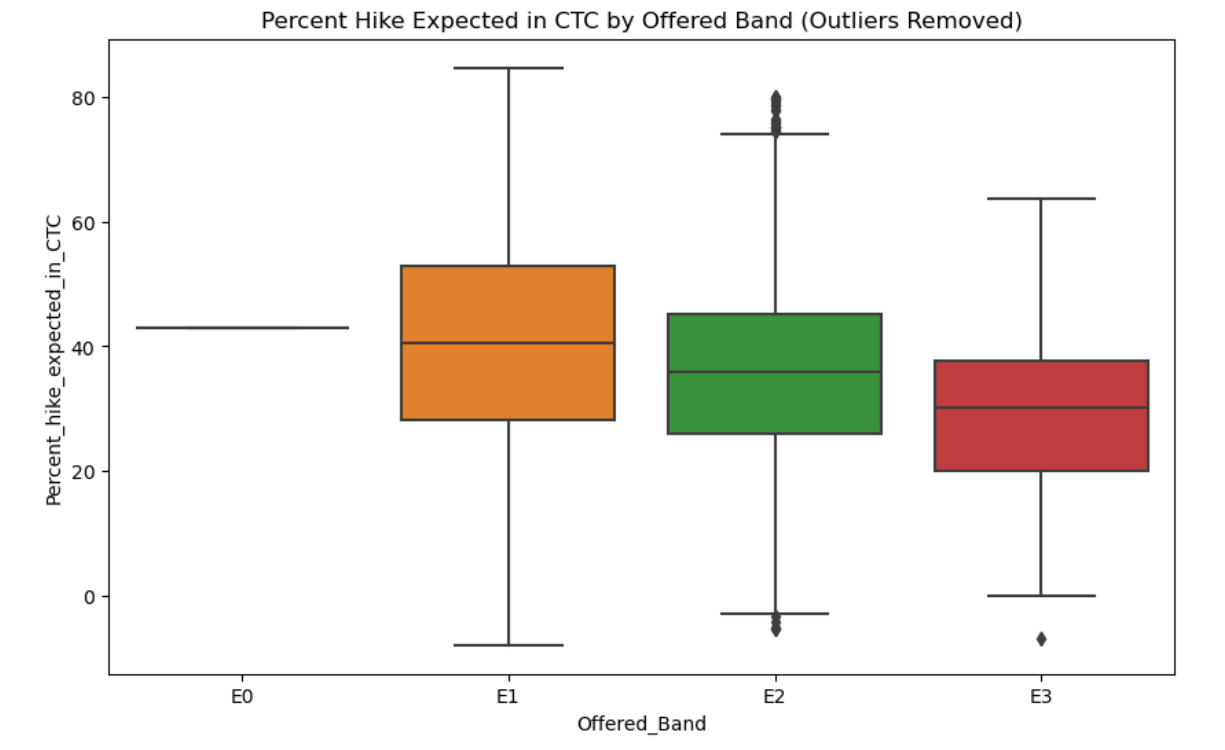 Percent Hike Expected in CTC by Offered Band (Outliers Removed)
Percent_hike_expected_in_CTC
80
60
40
20
0
E0 E1 E2 E3
Offered_Band